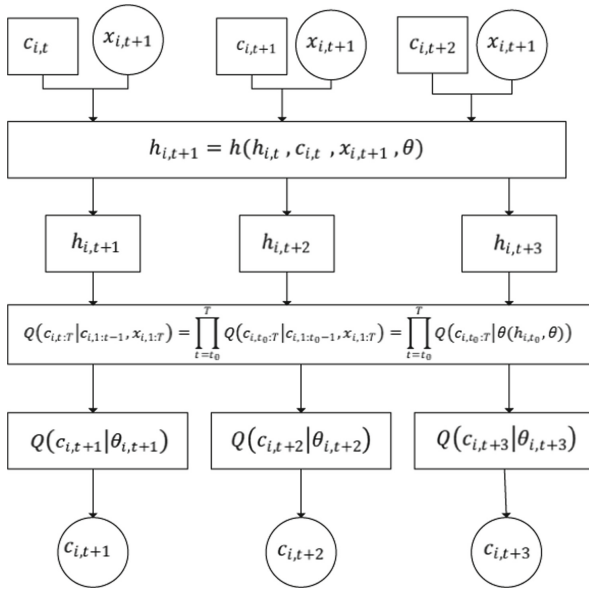 c_{i,t} x_{i,t+1} c_{i,t+1} x_{i,t+1} c_{i,t+2} x_{i,t+1}
h_{i,t+1} = h(h_{i,t} , c_{i,t} , x_{i,t+1} , θ)
h_{i,t+1} h_{i,t+2} h_{i,t+3}
Q(c_{i,t:T}|c_{i,1:t−1}, x_{i,1:T}) = ∏_{t=t_0}^{T} Q(c_{i,t_0:T}|c_{i,1:t_0−1}, x_{i,1:T}) = ∏_{t=t_0}^{T} Q(c_{i,t_0:T}|θ(h_{i,t_0}, θ))
Q(c_{i,t+1}|θ_{i,t+1}) Q(c_{i,t+2}|θ_{i,t+2}) Q(c_{i,t+3}|θ_{i,t+3})
c_{i,t+1} c_{i,t+2} c_{i,t+3}